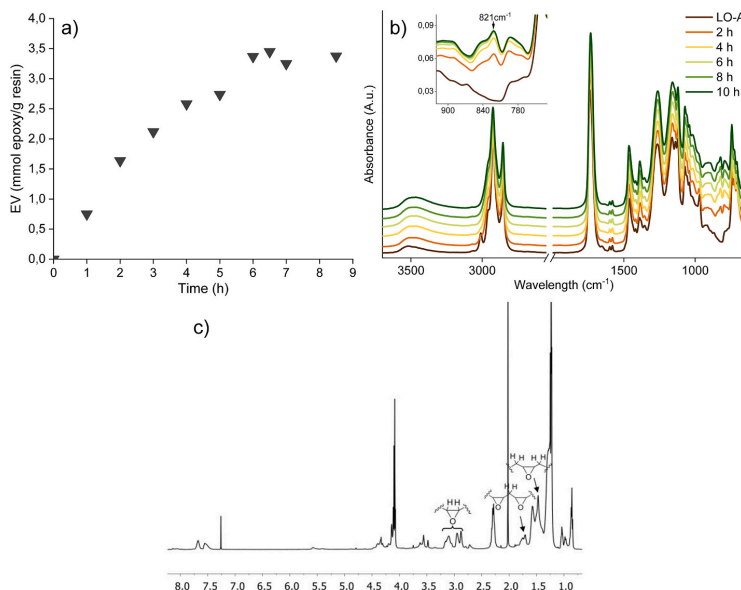 a)
EV (mmol epoxy/g resin)
4,0
3,5
3,0
2,5
2,0
1,5
1,0
0,5
0,0
0 1 2 3 4 5 6 7 8 9
Time (h)
b)
Absorbance (A.u.)
821cm⁻¹
0,09
0,06
0,03
900 840 780
LO-A
2 h
4 h
6 h
8 h
10 h
3500 3000 1500 1000
Wavelength (cm⁻¹)
c)
H H
O
H H
O O
H H
O
8.0 7.5 7.0 6.5 6.0 5.5 5.0 4.5 4.0 3.5 3.0 2.5 2.0 1.5 1.0